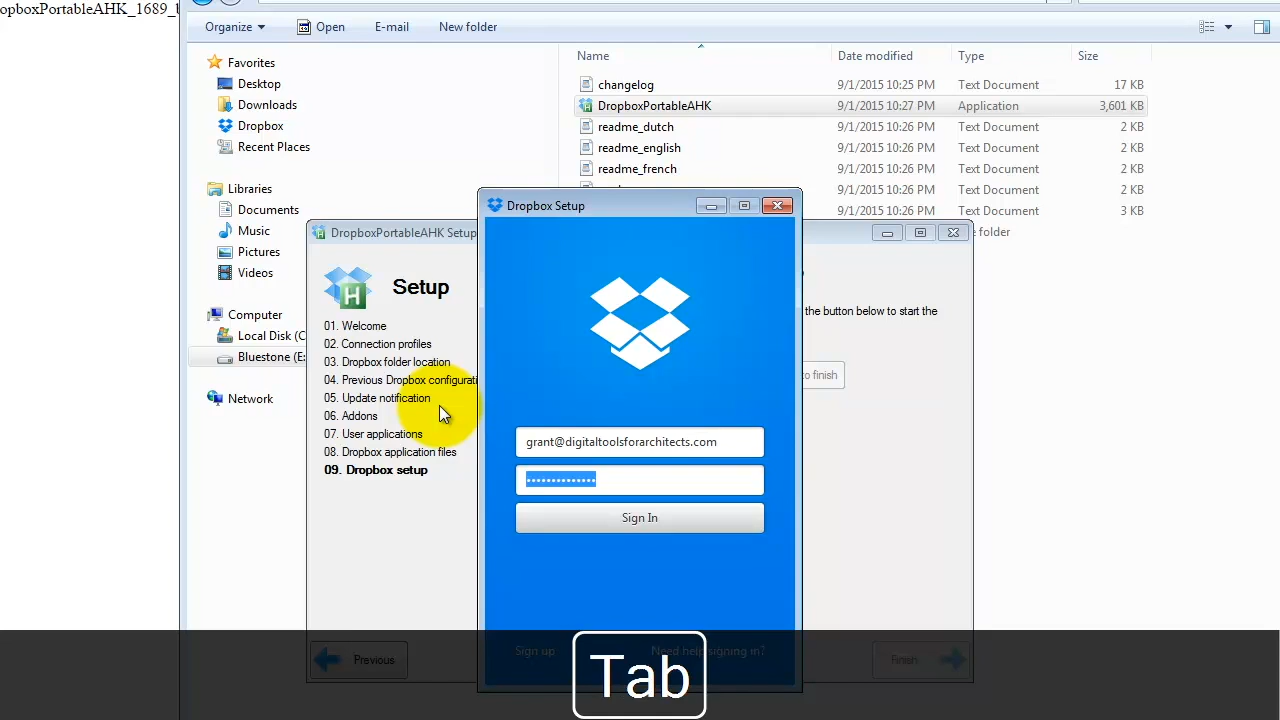 opboxPortableAHK_1689_b
Organize
Open
E-mail
New folder
Favorites
Desktop
Downloads
Dropbox
Recent Places
Libraries
Documents
Music
Pictures
Videos
Computer
Local Disk (C
Bluestone (E:
Network
Name Date modified Type Size
changelog 9/1/2015 10:25 PM Text Document 17 KB
DropboxPortableAHK 9/1/2015 10:27 PM Application 3,601 KB
readme_dutch 9/1/2015 10:26 PM Text Document 2 KB
readme_english 9/1/2015 10:26 PM Text Document 2 KB
readme_french 9/1/2015 10:26 PM Text Document 2 KB
9/1/2015 10:26 PM Text Document 2 KB
9/1/2015 10:26 PM Text Document 3 KB
e folder
DropboxPortableAHK Setup
H
Setup
01. Welcome
02. Connection profiles
03. Dropbox folder location
04. Previous Dropbox configurati
05. Update notification
06. Addons
07. User applications
08. Dropbox application files
09. Dropbox setup
the button below to start the
to finish
Previous
Finish
Dropbox Setup
grant@digitaltoolsforarchitects.com
••••••••••••••
Sign In
Sign up
Need help signing in?
Tab